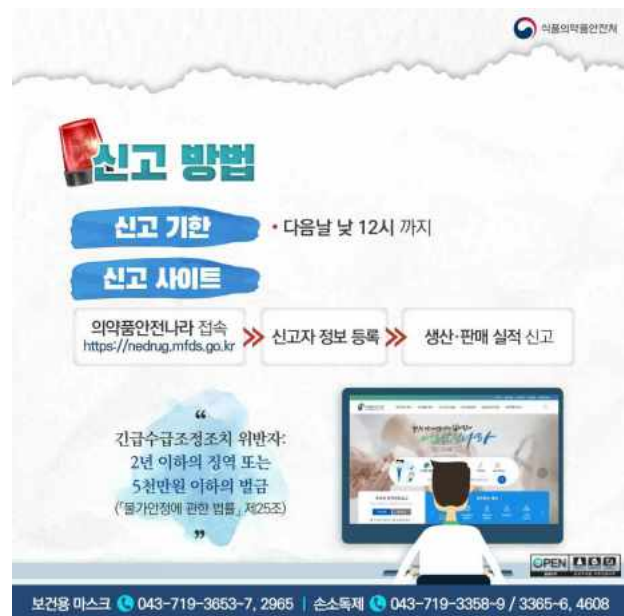 식품의약품안전처
신고 방법
신고 기한
• 다음날 낮 12시 까지
신고 사이트
의약품안전나라 접속
https://nedrug.mfds.go.kr
신고자 정보 등록
생산·판매 실적 신고
“
긴급수급조정조치 위반자:
2년 이하의 징역 또는
5천만원 이하의 벌금
(「물가안정에 관한 법률」 제25조)
”
OPEN
보건용 마스크 043-719-3653~7, 2965 | 손소독제 043-719-3358~9 / 3365~6, 4608